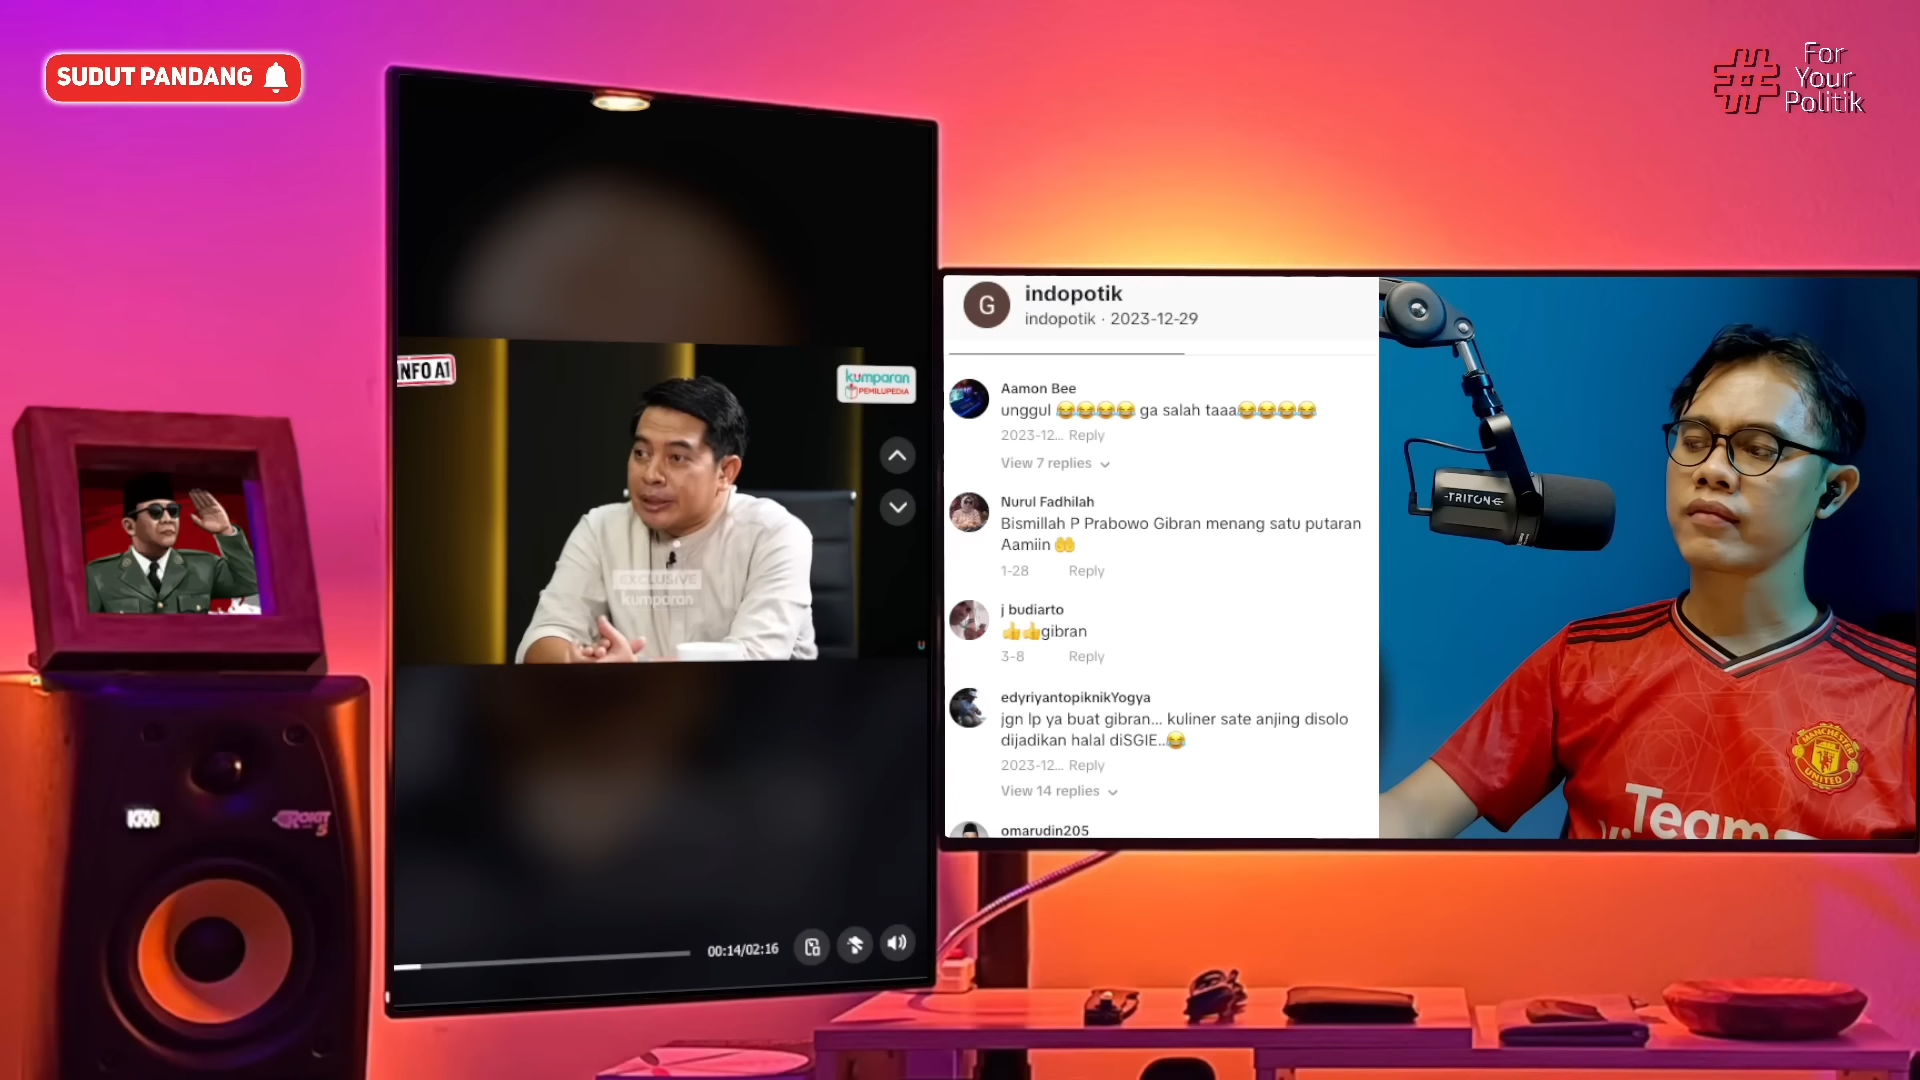 SUDUT PANDANG
#
For
Your
Politik
INFO A1
kumparan
PEMILUPEDIA
EXCLUSIVE
kumparan
00:14/02:16
G
indopotik
indopotik · 2023-12-29
Aamon Bee
unggul 😂😂😂😂 ga salah taaa😂😂😂😂
2023-12... Reply
View 7 replies
Nurul Fadhilah
Bismillah P Prabowo Gibran menang satu putaran
Aamiin 🤲
1-28 Reply
j budiarto
👍👍gibran
3-8 Reply
edyriyantopiknikYogya
jgn lp ya buat gibran... kuliner sate anjing disolo
dijadikan halal diSGIE..😂
2023-12... Reply
View 14 replies
omarudin205
TRITON
MANCHESTER
UNITED
Team
KRK
ROKIT
5